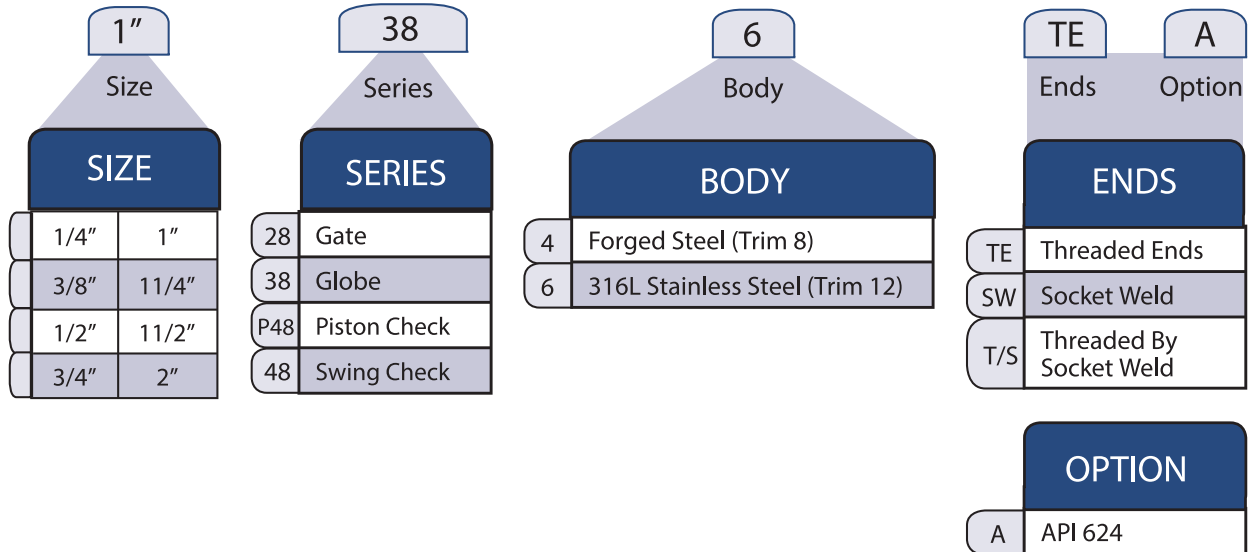 1”
Size
SIZE
1/4” 1”
3/8” 11/4”
1/2” 11/2”
3/4” 2”
38
Series
SERIES
28 Gate
38 Globe
P48 Piston Check
48 Swing Check
6
Body
BODY
4 Forged Steel (Trim 8)
6 316L Stainless Steel (Trim 12)
TE A
Ends Option
ENDS
TE Threaded Ends
SW Socket Weld
T/S Threaded By
Socket Weld
OPTION
A API 624